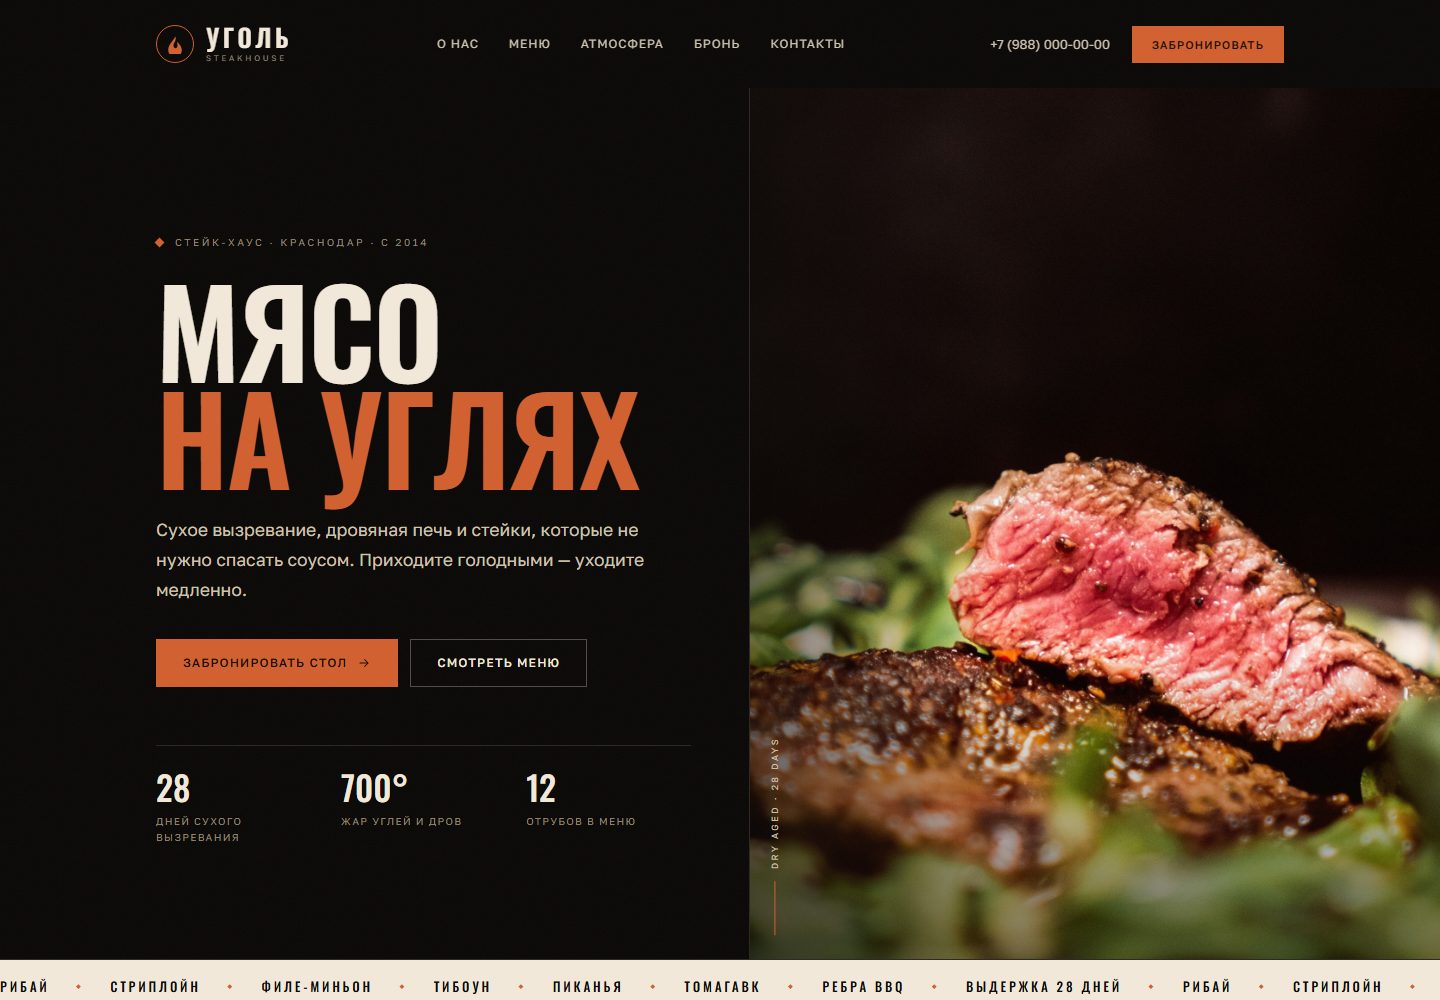 УГОЛЬ
STEAKHOUSE
О НАС МЕНЮ АТМОСФЕРА БРОНЬ КОНТАКТЫ
+7 (988) 000-00-00
ЗАБРОНИРОВАТЬ
СТЕЙК-ХАУС · КРАСНОДАР · С 2014
МЯСО
НА УГЛЯХ
Сухое вызревание, дровяная печь и стейки, которые не
нужно спасать соусом. Приходите голодными — уходите
медленно.
ЗАБРОНИРОВАТЬ СТОЛ →
СМОТРЕТЬ МЕНЮ
28
ДНЕЙ СУХОГО
ВЫЗРЕВАНИЯ
700°
ЖАР УГЛЕЙ И ДРОВ
12
ОТРУБОВ В МЕНЮ
DRY AGED · 28 DAYS
РИБАЙ ◆ СТРИПЛОЙН ◆ ФИЛЕ-МИНЬОН ◆ ТИБОУН ◆ ПИКАНЬЯ ◆ ТОМАГАВК ◆ РЕБРА BBQ ◆ ВЫДЕРЖКА 28 ДНЕЙ ◆ РИБАЙ ◆ СТРИПЛОЙН ◆